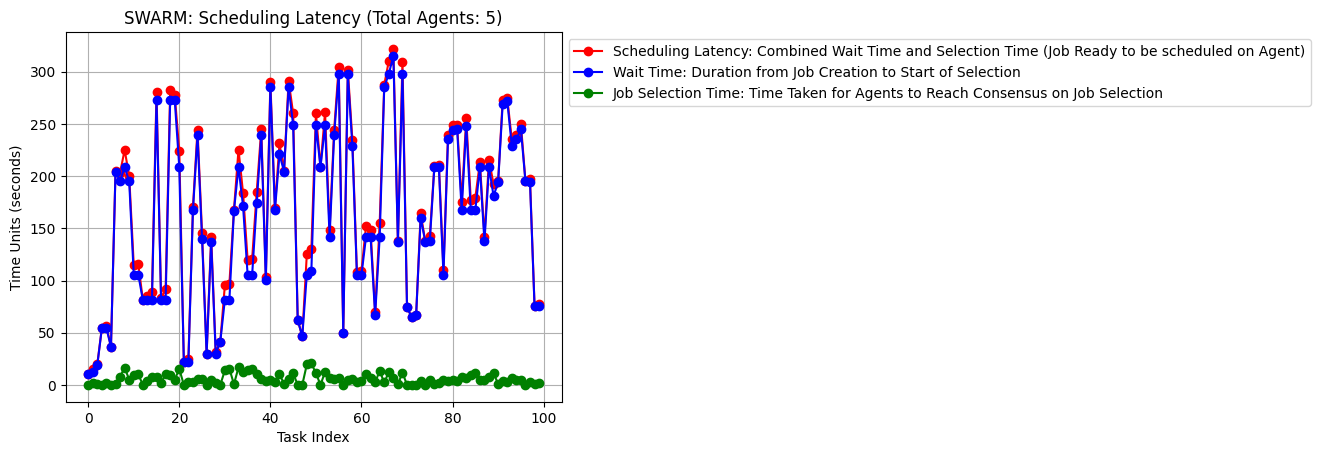 SWARM: Scheduling Latency (Total Agents: 5)
Scheduling Latency: Combined Wait Time and Selection Time (Job Ready to be scheduled on Agent)
Wait Time: Duration from Job Creation to Start of Selection
Job Selection Time: Time Taken for Agents to Reach Consensus on Job Selection
Time Units (seconds)
300
250
200
150
100
50
0
0 20 40 60 80 100
Task Index